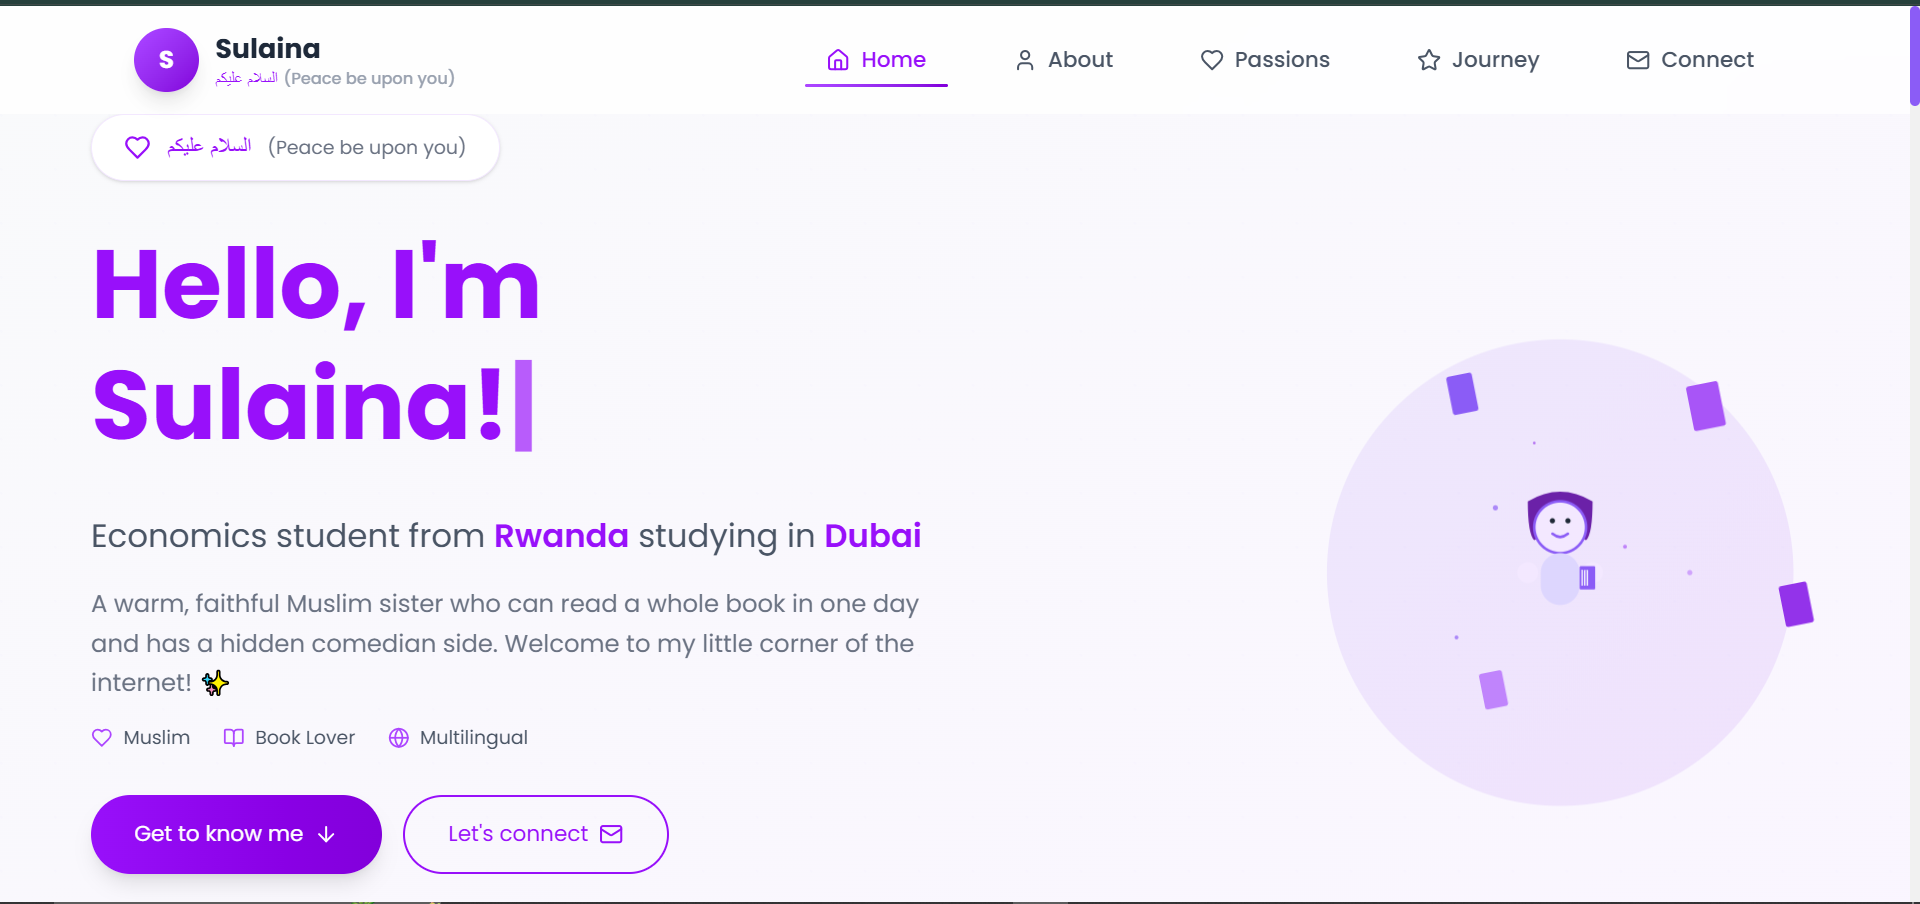 S
Sulaina
السلام عليكم (Peace be upon you)
Home
About
Passions
Journey
Connect
السلام عليكم (Peace be upon you)
Hello, I'm
Sulaina!
Economics student from Rwanda studying in Dubai
A warm, faithful Muslim sister who can read a whole book in one day
and has a hidden comedian side. Welcome to my little corner of the
internet! ✨
Muslim
Book Lover
Multilingual
Get to know me ↓
Let's connect